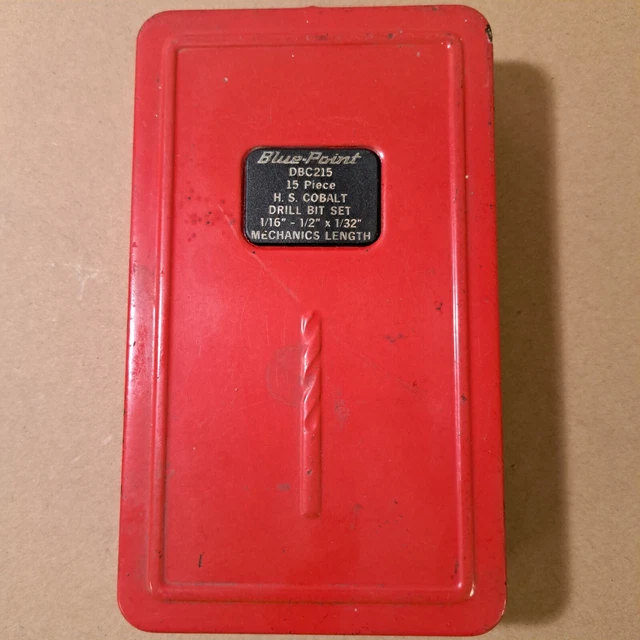 Blue-Point
DBC215
15 Piece
H. S. COBALT
DRILL BIT SET
1/16" - 1/2" x 1/32"
MECHANICS LENGTH